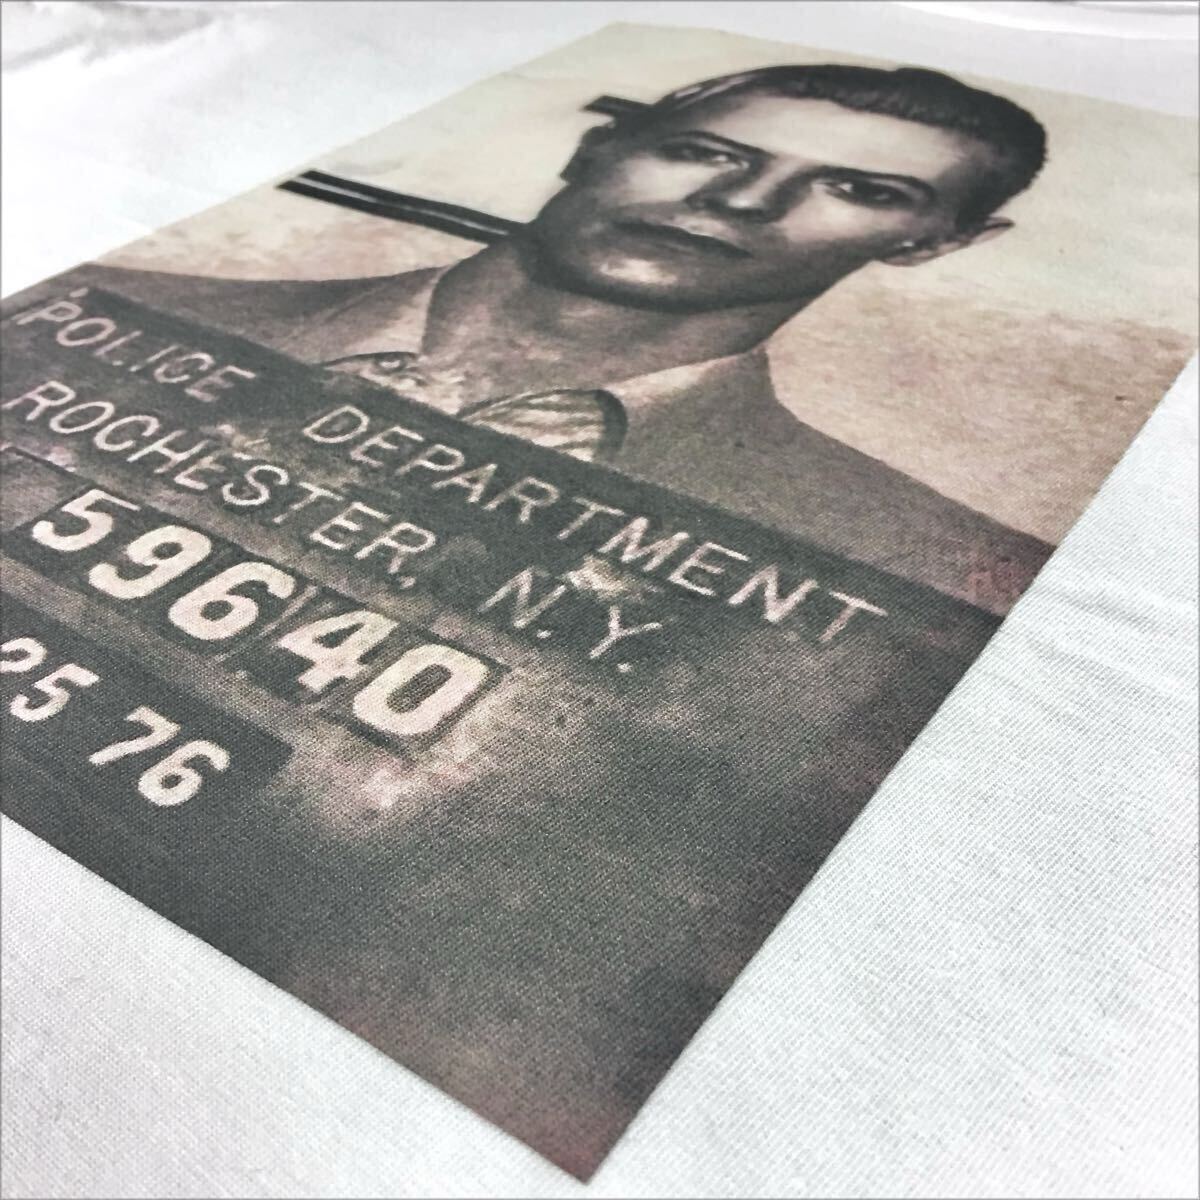 POLICE DEPARTMENT
ROCHESTER, N.Y.
59640
25 76